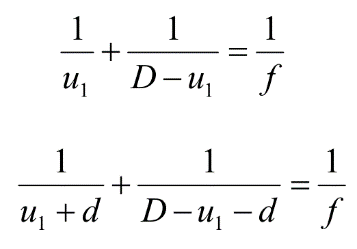 1/u₁ + 1/(D − u₁) = 1/f
1/(u₁ + d) + 1/(D − u₁ − d) = 1/f